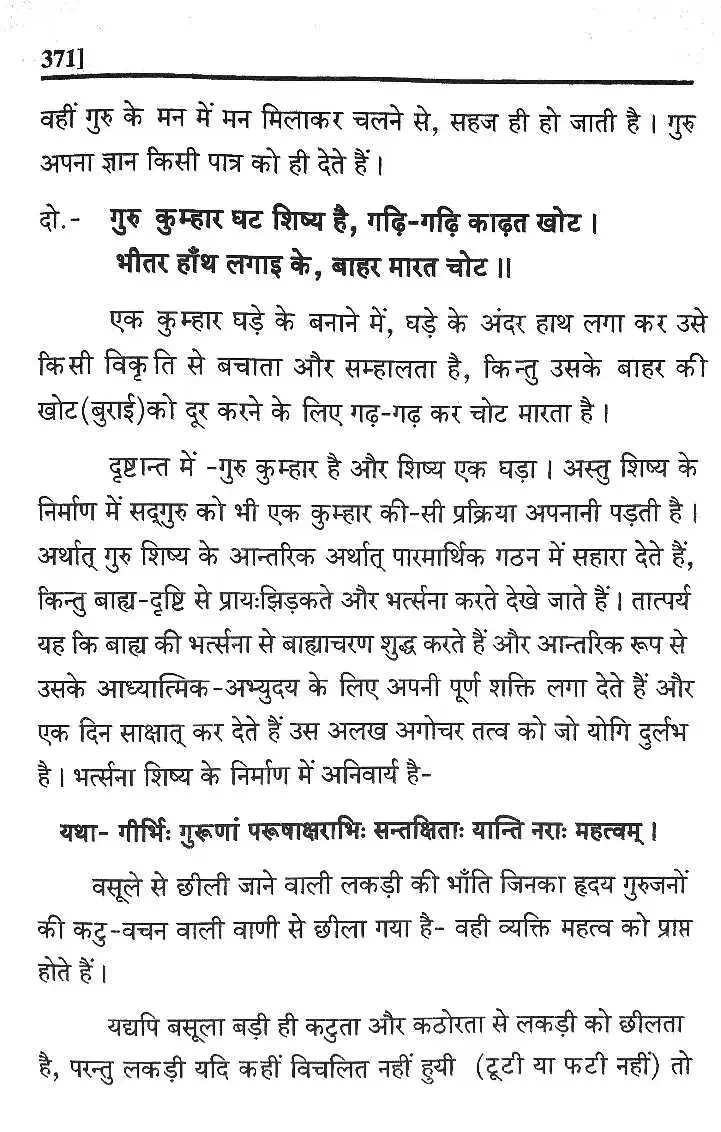 371]
वहीं गुरु के मन में मन मिलाकर चलने से, सहज ही हो जाती है । गुरु
अपना ज्ञान किसी पात्र को ही देते हैं ।
दो.- गुरु कुम्हार घट शिष्य है, गढ़ि-गढ़ि काढ़त खोट ।
भीतर हाँथ लगाइ के, बाहर मारत चोट ॥
एक कुम्हार घड़े के बनाने में, घड़े के अंदर हाथ लगा कर उसे
किसी विकृति से बचाता और सम्हालता है, किन्तु उसके बाहर की
खोट(बुराई)को दूर करने के लिए गढ़-गढ़ कर चोट मारता है ।
दृष्टान्त में -गुरु कुम्हार है और शिष्य एक घड़ा । अस्तु शिष्य के
निर्माण में सद्गुरु को भी एक कुम्हार की-सी प्रक्रिया अपनानी पड़ती है ।
अर्थात् गुरु शिष्य के आन्तरिक अर्थात् पारमार्थिक गठन में सहारा देते हैं,
किन्तु बाह्य-दृष्टि से प्रायःझिड़कते और भर्त्सना करते देखे जाते हैं । तात्पर्य
यह कि बाह्य की भर्त्सना से बाह्याचरण शुद्ध करते हैं और आन्तरिक रूप से
उसके आध्यात्मिक-अभ्युदय के लिए अपनी पूर्ण शक्ति लगा देते हैं और
एक दिन साक्षात् कर देते हैं उस अलख अगोचर तत्व को जो योगि दुर्लभ
है । भर्त्सना शिष्य के निर्माण में अनिवार्य है-
यथा- गीर्भिः गुरूणां परूषाक्षराभिः सन्तक्षिताः यान्ति नराः महत्वम् ।
वसूले से छीली जाने वाली लकड़ी की भाँति जिनका हृदय गुरुजनों
की कटु-वचन वाली वाणी से छीला गया है- वही व्यक्ति महत्व को प्राप्त
होते हैं ।
यद्यपि बसूला बड़ी ही कटुता और कठोरता से लकड़ी को छीलता
है, परन्तु लकड़ी यदि कहीं विचलित नहीं हुयी (टूटी या फटी नहीं) तो